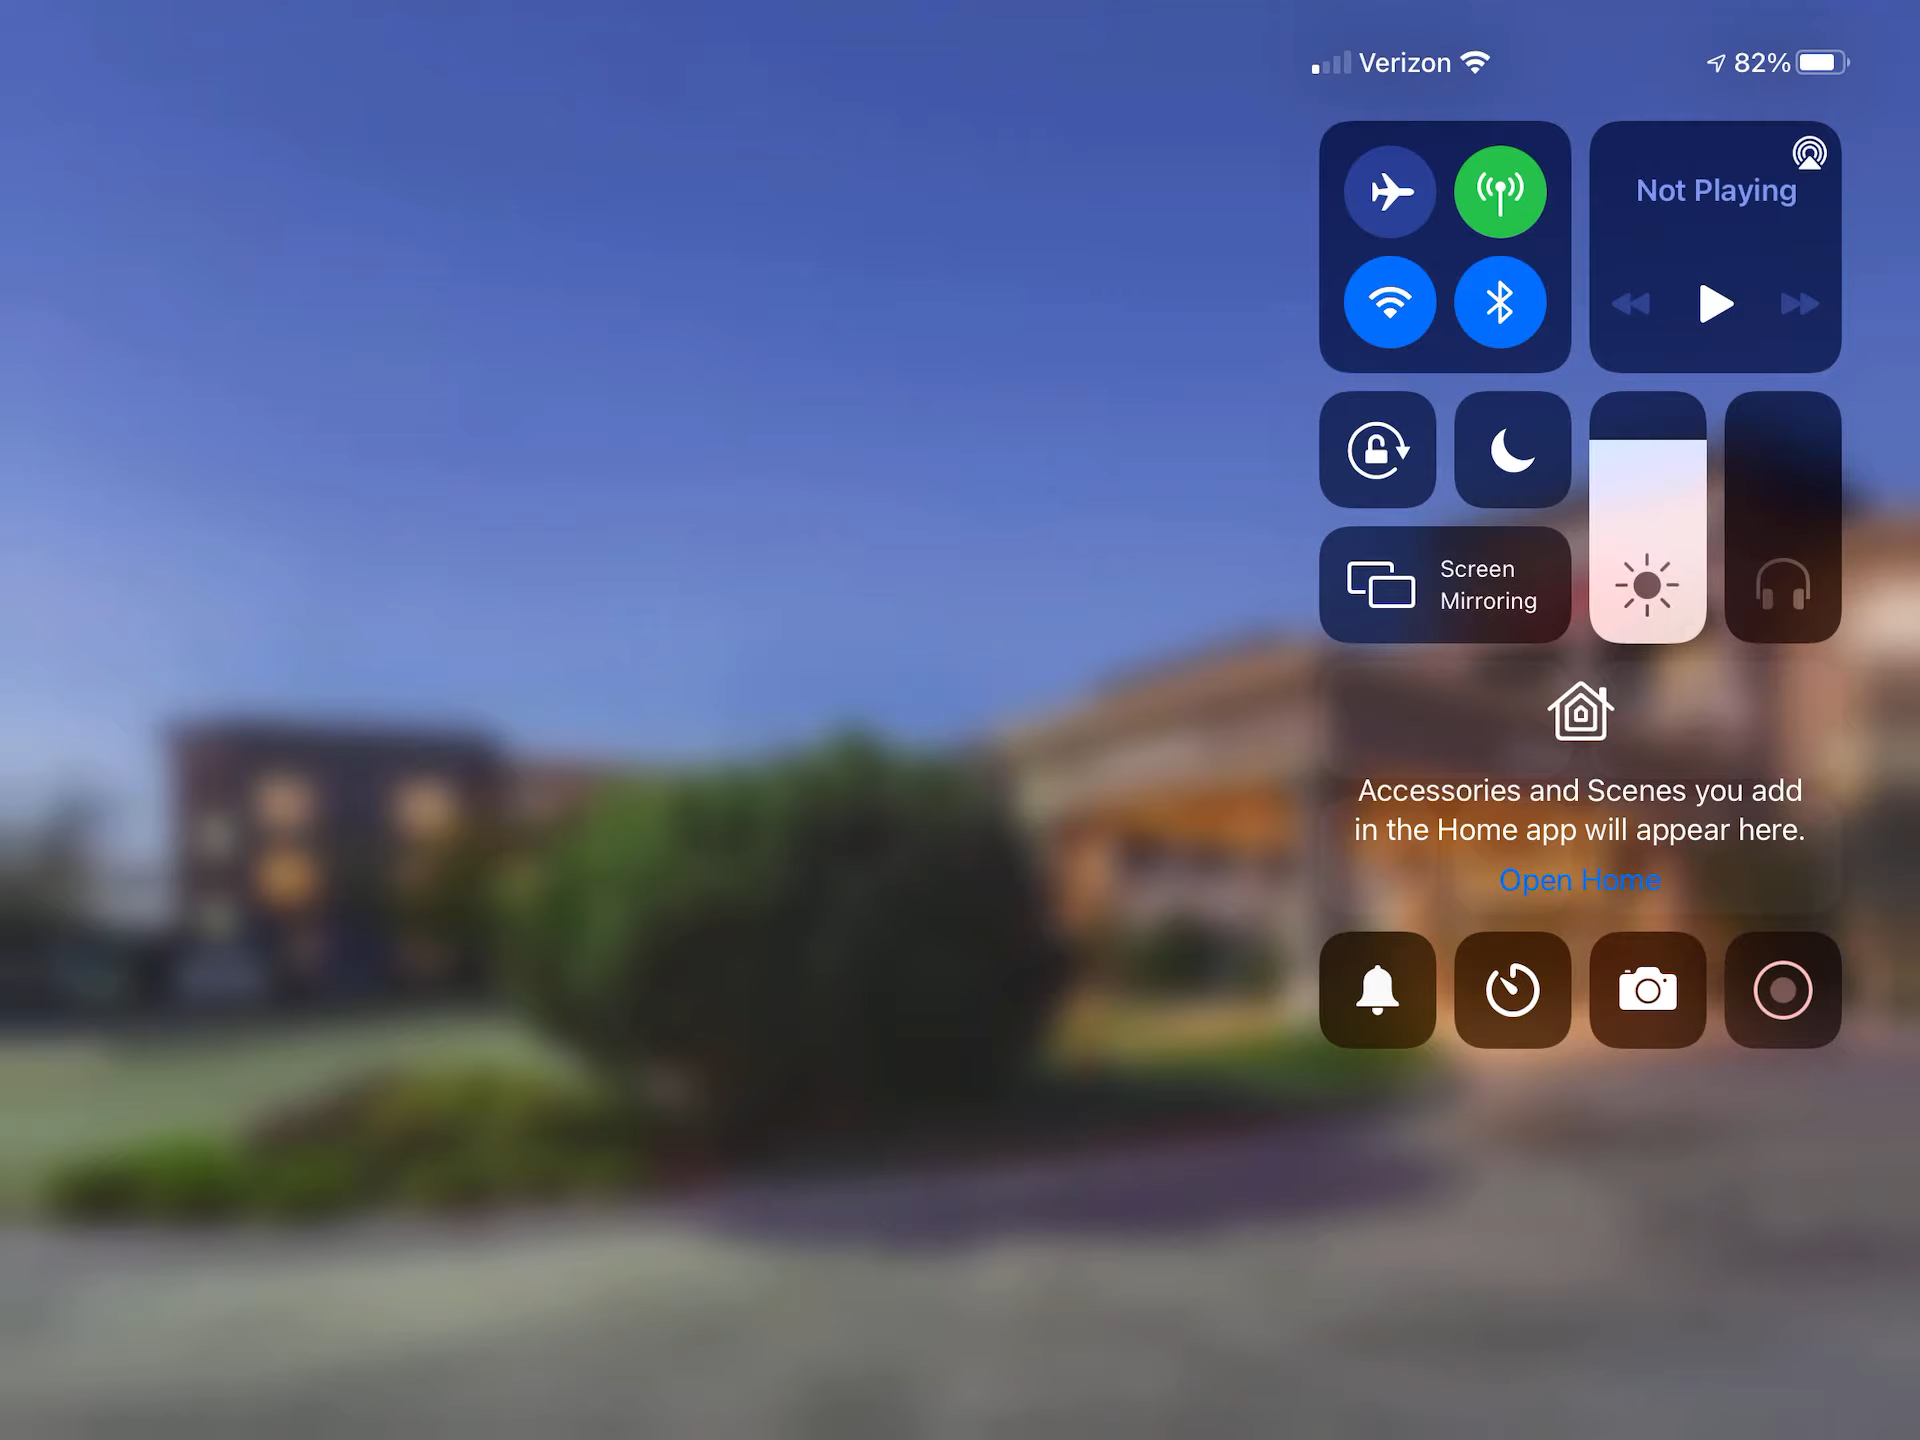 Verizon
82%
Not Playing
Screen
Mirroring
Accessories and Scenes you add
in the Home app will appear here.
Open Home